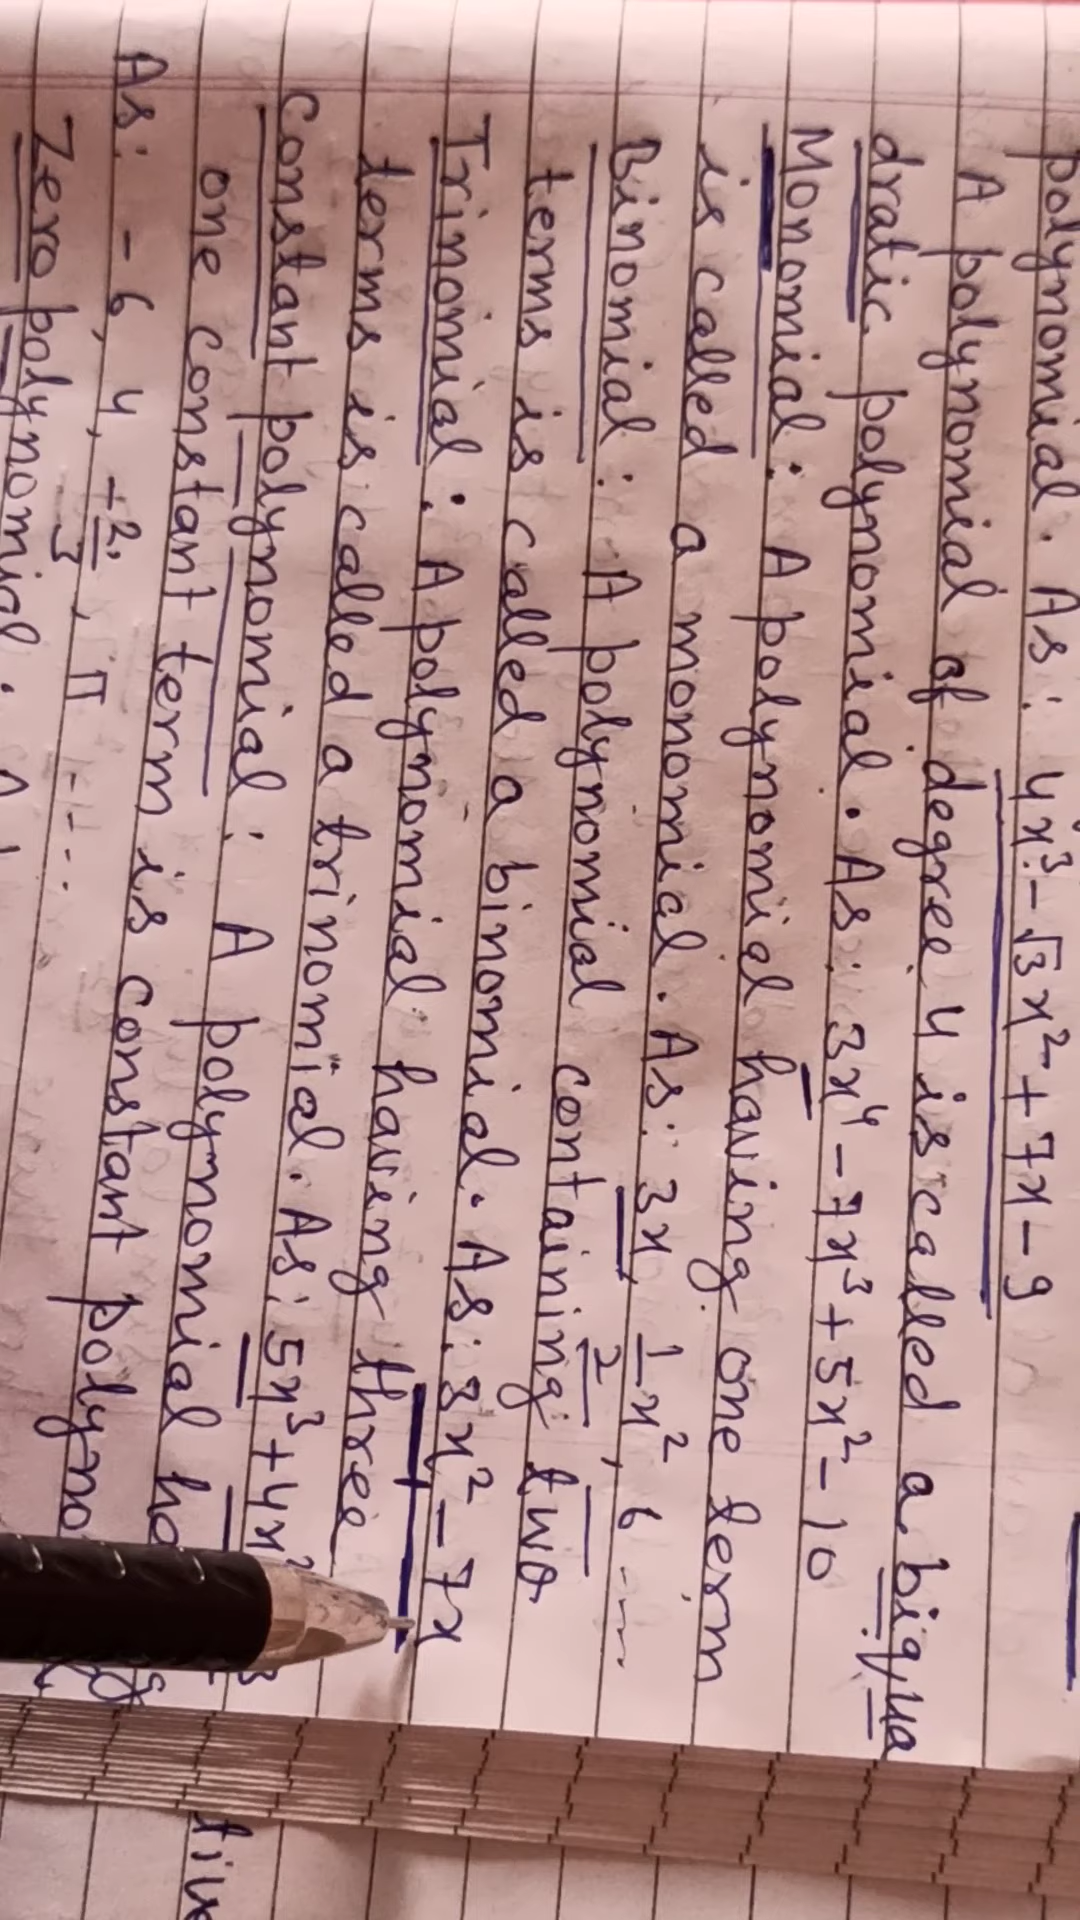 polynomial. As: 4x³ - √3x² + 7x - 9
A polynomial of degree 4 is called a biqua
dratic polynomial. As: 3x⁴ - 7x³ + 5x² - 10
Monomial: A polynomial having one term
is called a monomial. As: 3x, 1/2 x², 6 ----
Binomial: A polynomial containing two
terms is called a binomial. As: 3x² - 7x
Trinomial: A polynomial having three
terms is called a trinomial. As: 5x³ + 4x²
Constant polynomial: A polynomial ha
one constant term is constant polyno
As: - 6, 4, -2/3, π ----
Zero polynomial: